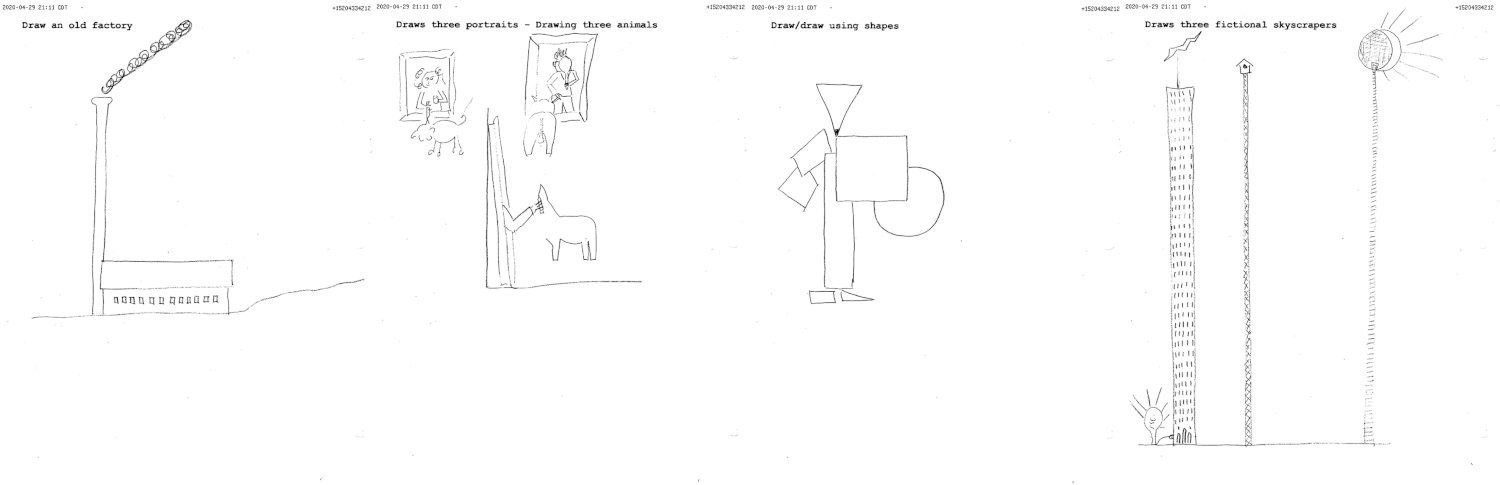 2020-04-29 21:11 CDT
+15204334212
Draw an old factory
2020-04-29 21:11 CDT
+15204334212
Draws three portraits - Drawing three animals
2020-04-29 21:11 CDT
+15204334212
Draw/draw using shapes
2020-04-29 21:11 CDT
+15204334212
Draws three fictional skyscrapers